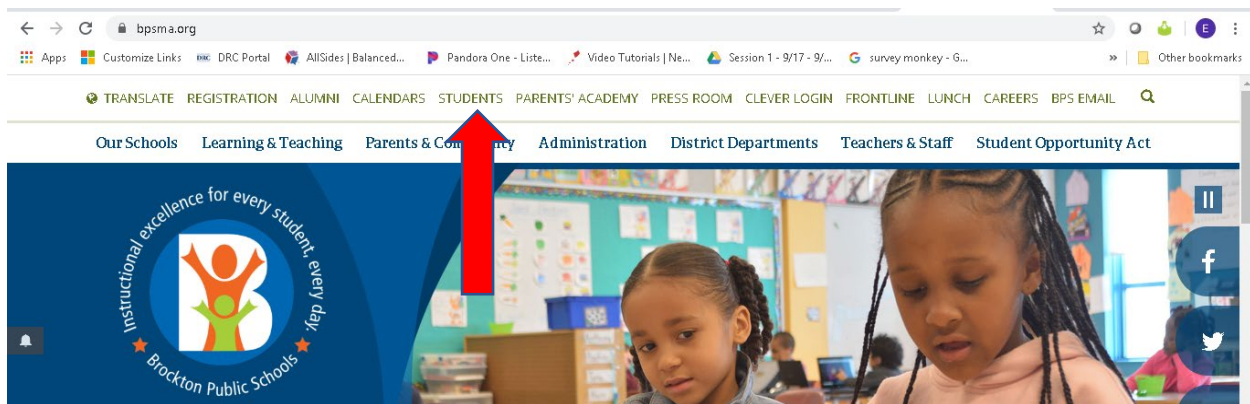 bpsma.org
E
Apps Customize Links DRC DRC Portal AllSides | Balanced... Pandora One - Liste... Video Tutorials | Ne... Session 1 - 9/17 - 9/... G survey monkey - G... » Other bookmarks
TRANSLATE REGISTRATION ALUMNI CALENDARS STUDENTS PARENTS' ACADEMY PRESS ROOM CLEVER LOGIN FRONTLINE LUNCH CAREERS BPS EMAIL
Our Schools Learning & Teaching Parents & Community Administration District Departments Teachers & Staff Student Opportunity Act
Instructional excellence for every student, every day.
B
Brockton Public Schools